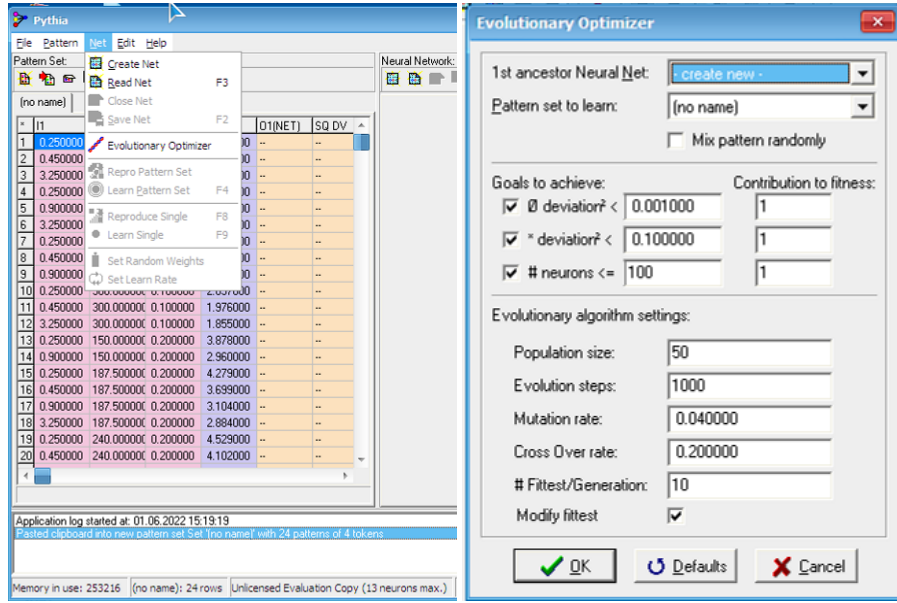 Pythia
File Pattern Net Edit Help
Pattern Set:
Neural Network:
(no name)
Create Net
Read Net F3
Close Net
Save Net F2
Evolutionary Optimizer
Repro Pattern Set
Learn Pattern Set F4
Reproduce Single F8
Learn Single F9
Set Random Weights
Set Learn Rate
* I1 O1(NET) SQ DV
1 0.250000 -- --
2 0.450000 -- --
3 3.250000 -- --
4 0.250000 -- --
5 0.900000 -- --
6 3.250000 -- --
7 0.250000 -- --
8 0.450000 -- --
9 0.900000 -- --
10 0.250000 -- --
11 0.450000 300.000000 0.100000 1.976000 -- --
12 3.250000 300.000000 0.100000 1.855000 -- --
13 0.250000 150.000000 0.200000 3.878000 -- --
14 0.900000 150.000000 0.200000 2.960000 -- --
15 0.250000 187.500000 0.200000 4.279000 -- --
16 0.450000 187.500000 0.200000 3.699000 -- --
17 0.900000 187.500000 0.200000 3.104000 -- --
18 3.250000 187.500000 0.200000 2.884000 -- --
19 0.250000 240.000000 0.200000 4.529000 -- --
20 0.450000 240.000000 0.200000 4.102000 -- --
Application log started at: 01.06.2022 15:19:19
Pasted clipboard into new pattern set Set '(no name)' with 24 patterns of 4 tokens
Memory in use: 253216 (no name): 24 rows Unlicensed Evaluation Copy (13 neurons max.)
Evolutionary Optimizer
1st ancestor Neural Net: - create new -
Pattern set to learn: (no name)
Mix pattern randomly
Goals to achieve: Contribution to fitness:
Ø deviation² < 0.001000 1
* deviation² < 0.100000 1
# neurons <= 100 1
Evolutionary algorithm settings:
Population size: 50
Evolution steps: 1000
Mutation rate: 0.040000
Cross Over rate: 0.200000
# Fittest/Generation: 10
Modify fittest
OK Defaults Cancel